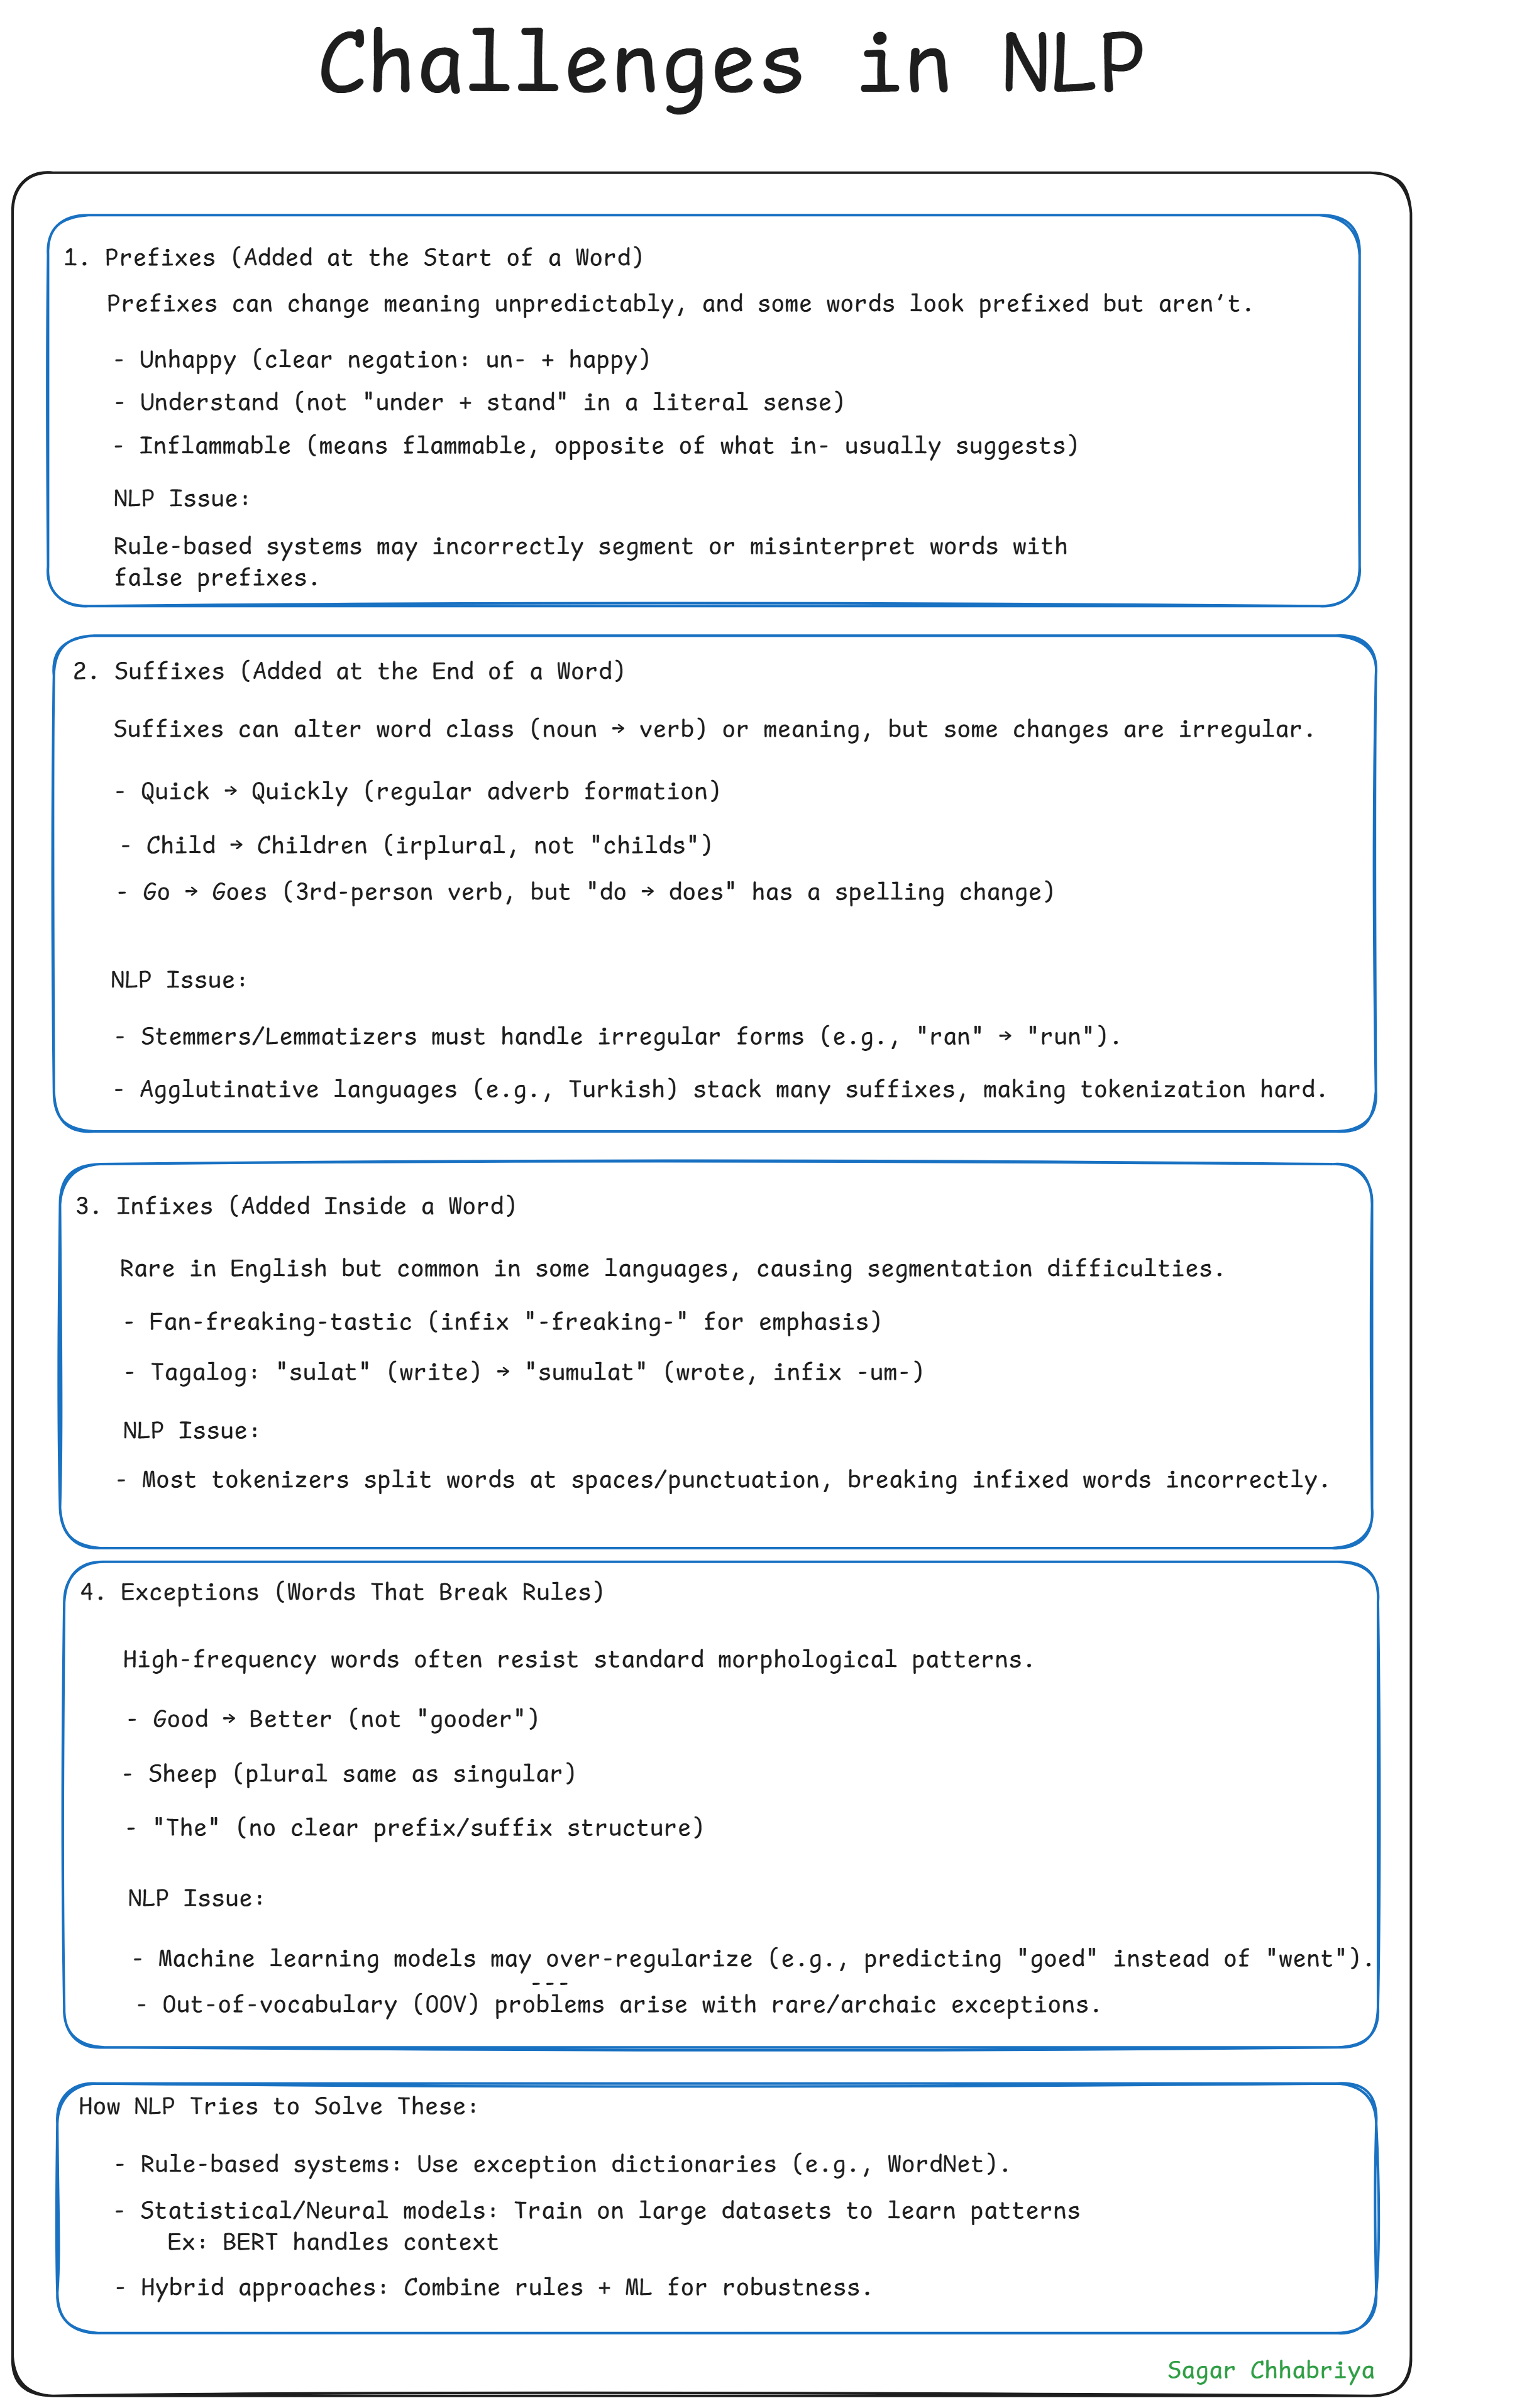 Challenges in NLP
1. Prefixes (Added at the Start of a Word)
Prefixes can change meaning unpredictably, and some words look prefixed but aren’t.
- Unhappy (clear negation: un- + happy)
- Understand (not "under + stand" in a literal sense)
- Inflammable (means flammable, opposite of what in- usually suggests)
NLP Issue:
Rule-based systems may incorrectly segment or misinterpret words with
false prefixes.
2. Suffixes (Added at the End of a Word)
Suffixes can alter word class (noun → verb) or meaning, but some changes are irregular.
- Quick → Quickly (regular adverb formation)
- Child → Children (irplural, not "childs")
- Go → Goes (3rd-person verb, but "do → does" has a spelling change)
NLP Issue:
- Stemmers/Lemmatizers must handle irregular forms (e.g., "ran" → "run").
- Agglutinative languages (e.g., Turkish) stack many suffixes, making tokenization hard.
3. Infixes (Added Inside a Word)
Rare in English but common in some languages, causing segmentation difficulties.
- Fan-freaking-tastic (infix "-freaking-" for emphasis)
- Tagalog: "sulat" (write) → "sumulat" (wrote, infix -um-)
NLP Issue:
- Most tokenizers split words at spaces/punctuation, breaking infixed words incorrectly.
4. Exceptions (Words That Break Rules)
High-frequency words often resist standard morphological patterns.
- Good → Better (not "gooder")
- Sheep (plural same as singular)
- "The" (no clear prefix/suffix structure)
NLP Issue:
- Machine learning models may over-regularize (e.g., predicting "goed" instead of "went").
---
- Out-of-vocabulary (OOV) problems arise with rare/archaic exceptions.
How NLP Tries to Solve These:
- Rule-based systems: Use exception dictionaries (e.g., WordNet).
- Statistical/Neural models: Train on large datasets to learn patterns
Ex: BERT handles context
- Hybrid approaches: Combine rules + ML for robustness.
Sagar Chhabriya